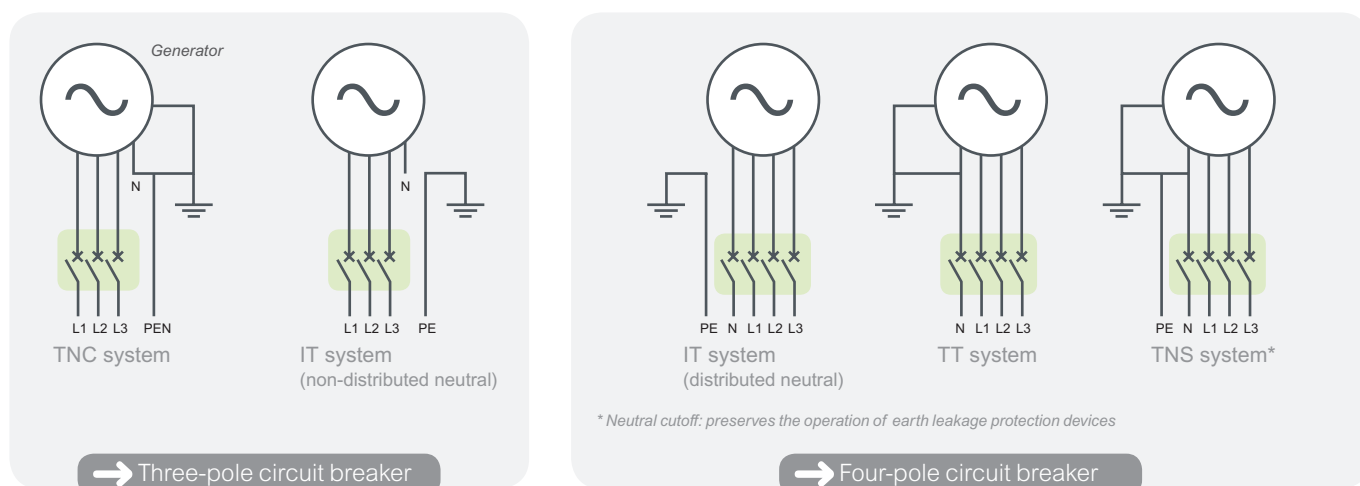 Generator
N
L1 L2 L3 PEN
TNC system
N
L1 L2 L3 PE
IT system
(non-distributed neutral)
Three-pole circuit breaker
PE N L1 L2 L3
IT system
(distributed neutral)
N L1 L2 L3
TT system
PE N L1 L2 L3
TNS system*
* Neutral cutoff: preserves the operation of earth leakage protection devices
Four-pole circuit breaker